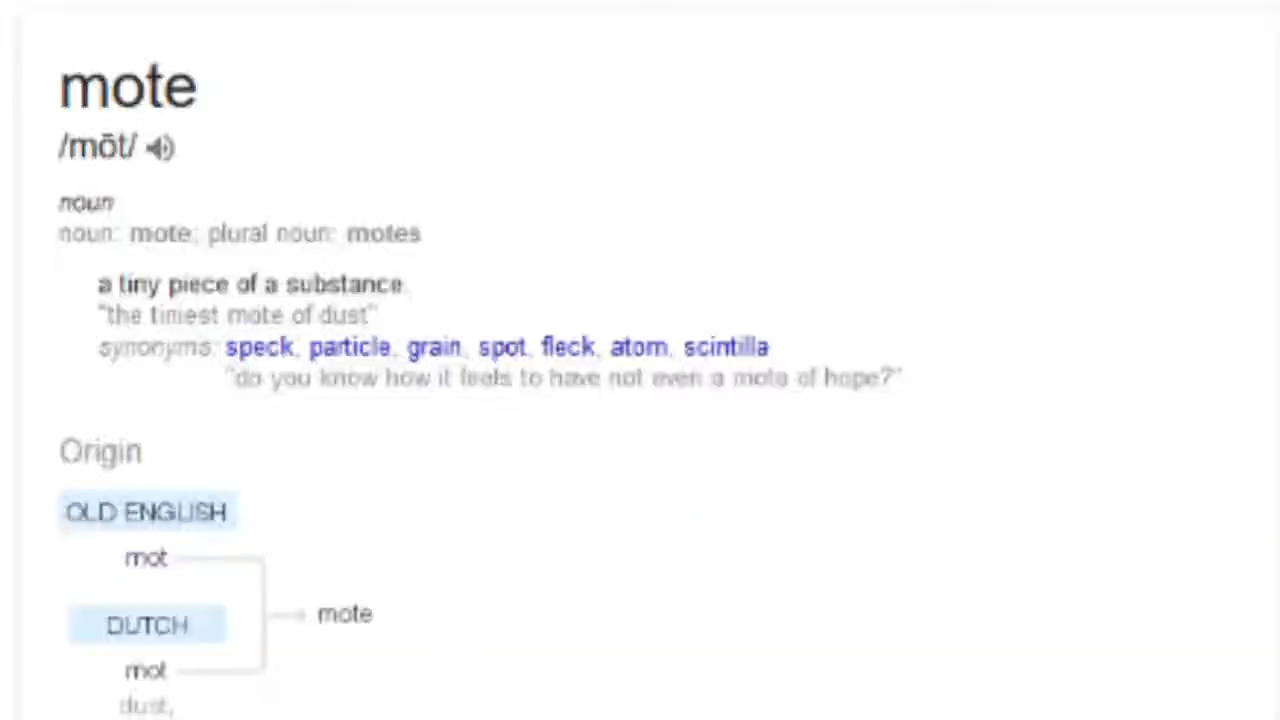 mote
/mōt/
noun
noun: mote; plural noun: motes
a tiny piece of a substance.
"the tiniest mote of dust"
synonyms: speck, particle, grain, spot, fleck, atom, scintilla
"do you know how it feels to have not even a mote of hope?"
Origin
OLD ENGLISH
mot
mote
DUTCH
mot
dust,